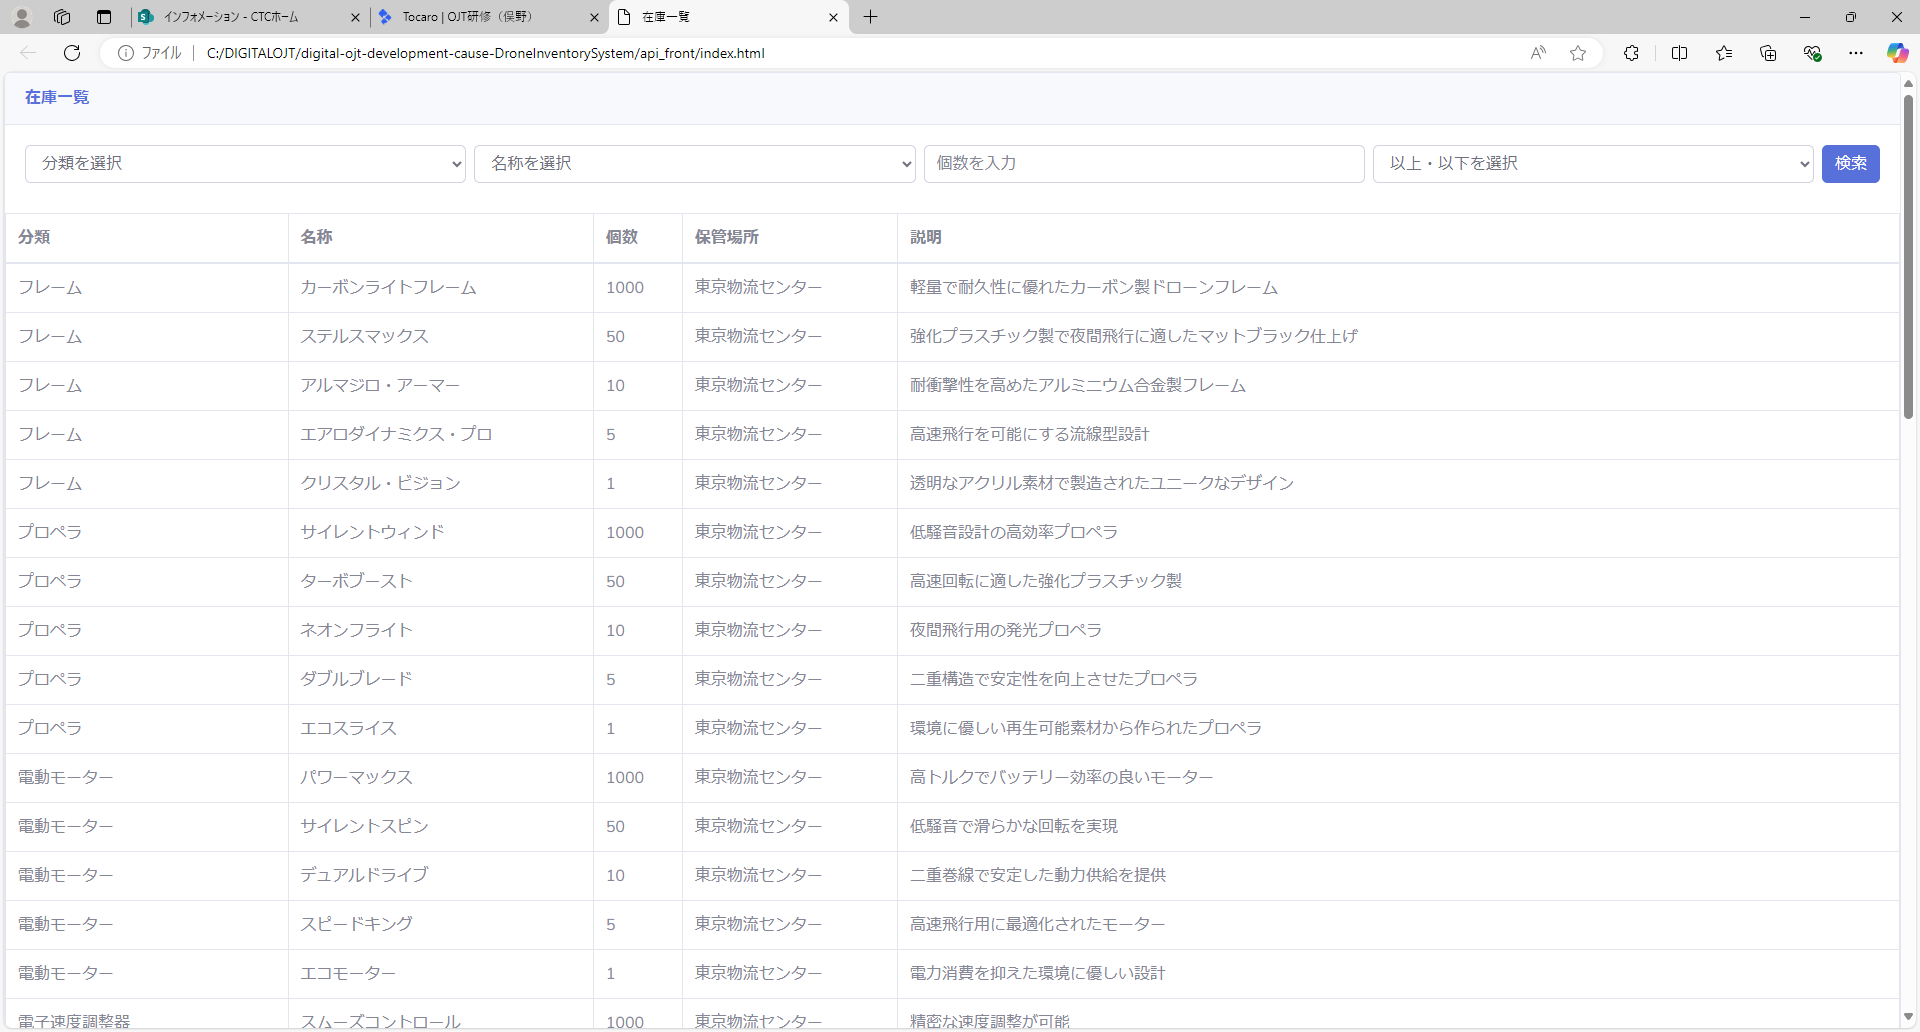 インフォメーション - CTCホーム
Tocaro | OJT研修（俣野）
在庫一覧
ファイル
C:/DIGITALOJT/digital-ojt-development-cause-DroneInventorySystem/api_front/index.html
在庫一覧
分類を選択 名称を選択 個数を入力 以上・以下を選択 検索
分類 名称 個数 保管場所 説明
フレーム カーボンライトフレーム 1000 東京物流センター 軽量で耐久性に優れたカーボン製ドローンフレーム
フレーム ステルスマックス 50 東京物流センター 強化プラスチック製で夜間飛行に適したマットブラック仕上げ
フレーム アルマジロ・アーマー 10 東京物流センター 耐衝撃性を高めたアルミニウム合金製フレーム
フレーム エアロダイナミクス・プロ 5 東京物流センター 高速飛行を可能にする流線型設計
フレーム クリスタル・ビジョン 1 東京物流センター 透明なアクリル素材で製造されたユニークなデザイン
プロペラ サイレントウィンド 1000 東京物流センター 低騒音設計の高効率プロペラ
プロペラ ターボブースト 50 東京物流センター 高速回転に適した強化プラスチック製
プロペラ ネオンフライト 10 東京物流センター 夜間飛行用の発光プロペラ
プロペラ ダブルブレード 5 東京物流センター 二重構造で安定性を向上させたプロペラ
プロペラ エコスライス 1 東京物流センター 環境に優しい再生可能素材から作られたプロペラ
電動モーター パワーマックス 1000 東京物流センター 高トルクでバッテリー効率の良いモーター
電動モーター サイレントスピン 50 東京物流センター 低騒音で滑らかな回転を実現
電動モーター デュアルドライブ 10 東京物流センター 二重巻線で安定した動力供給を提供
電動モーター スピードキング 5 東京物流センター 高速飛行用に最適化されたモーター
電動モーター エコモーター 1 東京物流センター 電力消費を抑えた環境に優しい設計
電子速度調整器 スムーズコントロール 1000 東京物流センター 精密な速度調整が可能